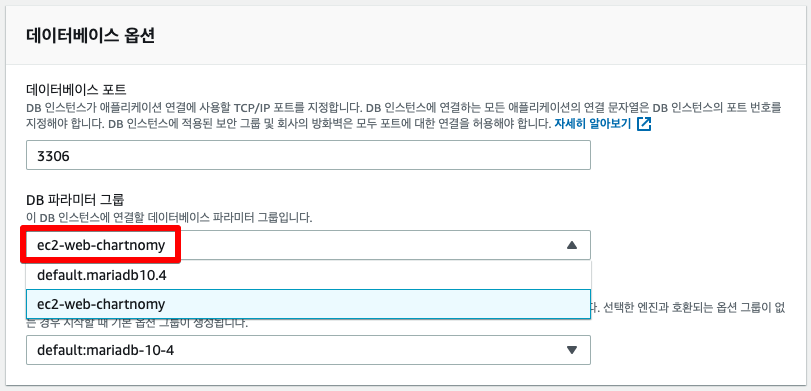 데이터베이스 옵션
데이터베이스 포트
DB 인스턴스가 애플리케이션 연결에 사용할 TCP/IP 포트를 지정합니다. DB 인스턴스에 연결하는 모든 애플리케이션의 연결 문자열은 DB 인스턴스의 포트 번호를
지정해야 합니다. DB 인스턴스에 적용된 보안 그룹 및 회사의 방화벽은 모두 포트에 대한 연결을 허용해야 합니다. 자세히 알아보기
3306
DB 파라미터 그룹
이 DB 인스턴스에 연결할 데이터베이스 파라미터 그룹입니다.
ec2-web-chartnomy
default.mariadb10.4
ec2-web-chartnomy
다. 선택한 엔진과 호환되는 옵션 그룹이 없
는 경우 시작할 때 기본 옵션 그룹이 생성됩니다.
default:mariadb-10-4